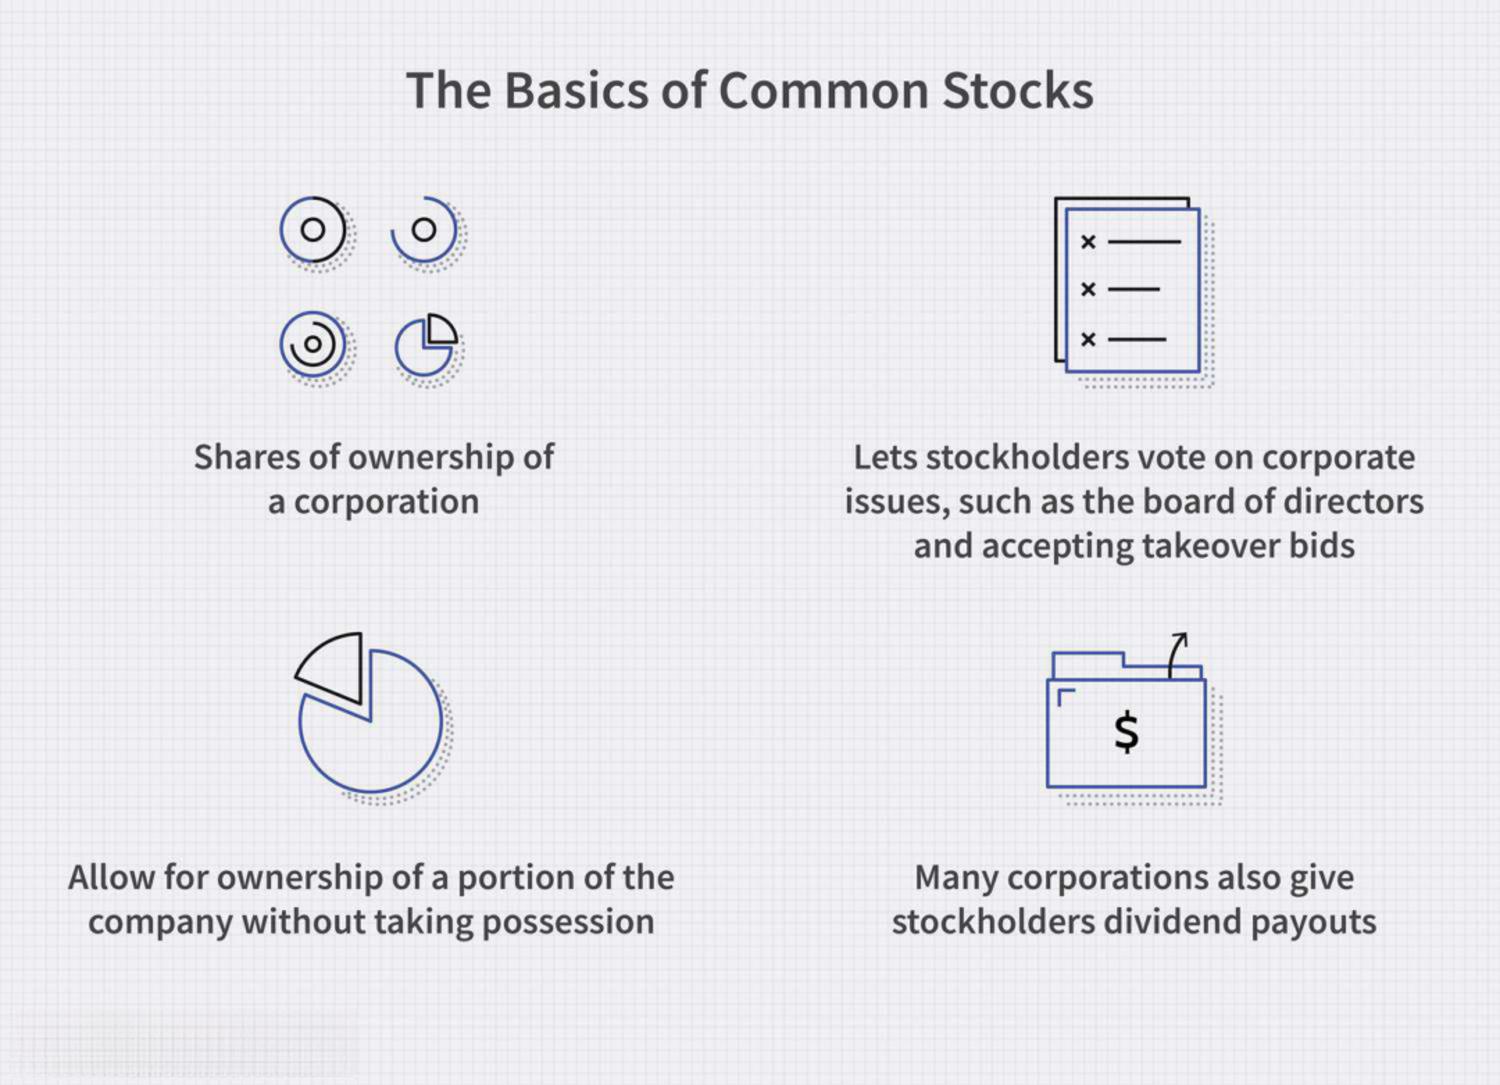 The Basics of Common Stocks
Shares of ownership of
a corporation
Lets stockholders vote on corporate
issues, such as the board of directors
and accepting takeover bids
$
Allow for ownership of a portion of the
company without taking possession
Many corporations also give
stockholders dividend payouts